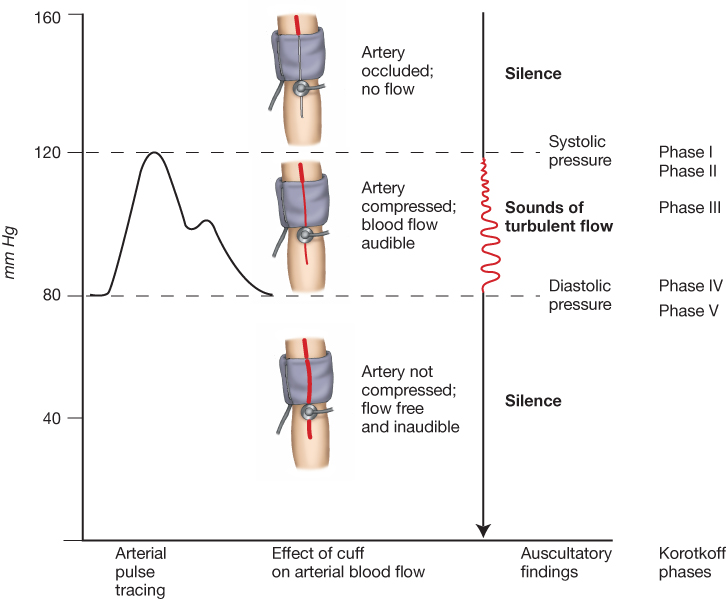 160
120
80
40
mm Hg
Artery
occluded;
no flow
Silence
Systolic
pressure
Phase I
Phase II
Artery
compressed;
blood flow
audible
Sounds of
turbulent flow
Phase III
Diastolic
pressure
Phase IV
Phase V
Artery not
compressed;
flow free
and inaudible
Silence
Arterial
pulse
tracing
Effect of cuff
on arterial blood flow
Auscultatory
findings
Korotkoff
phases